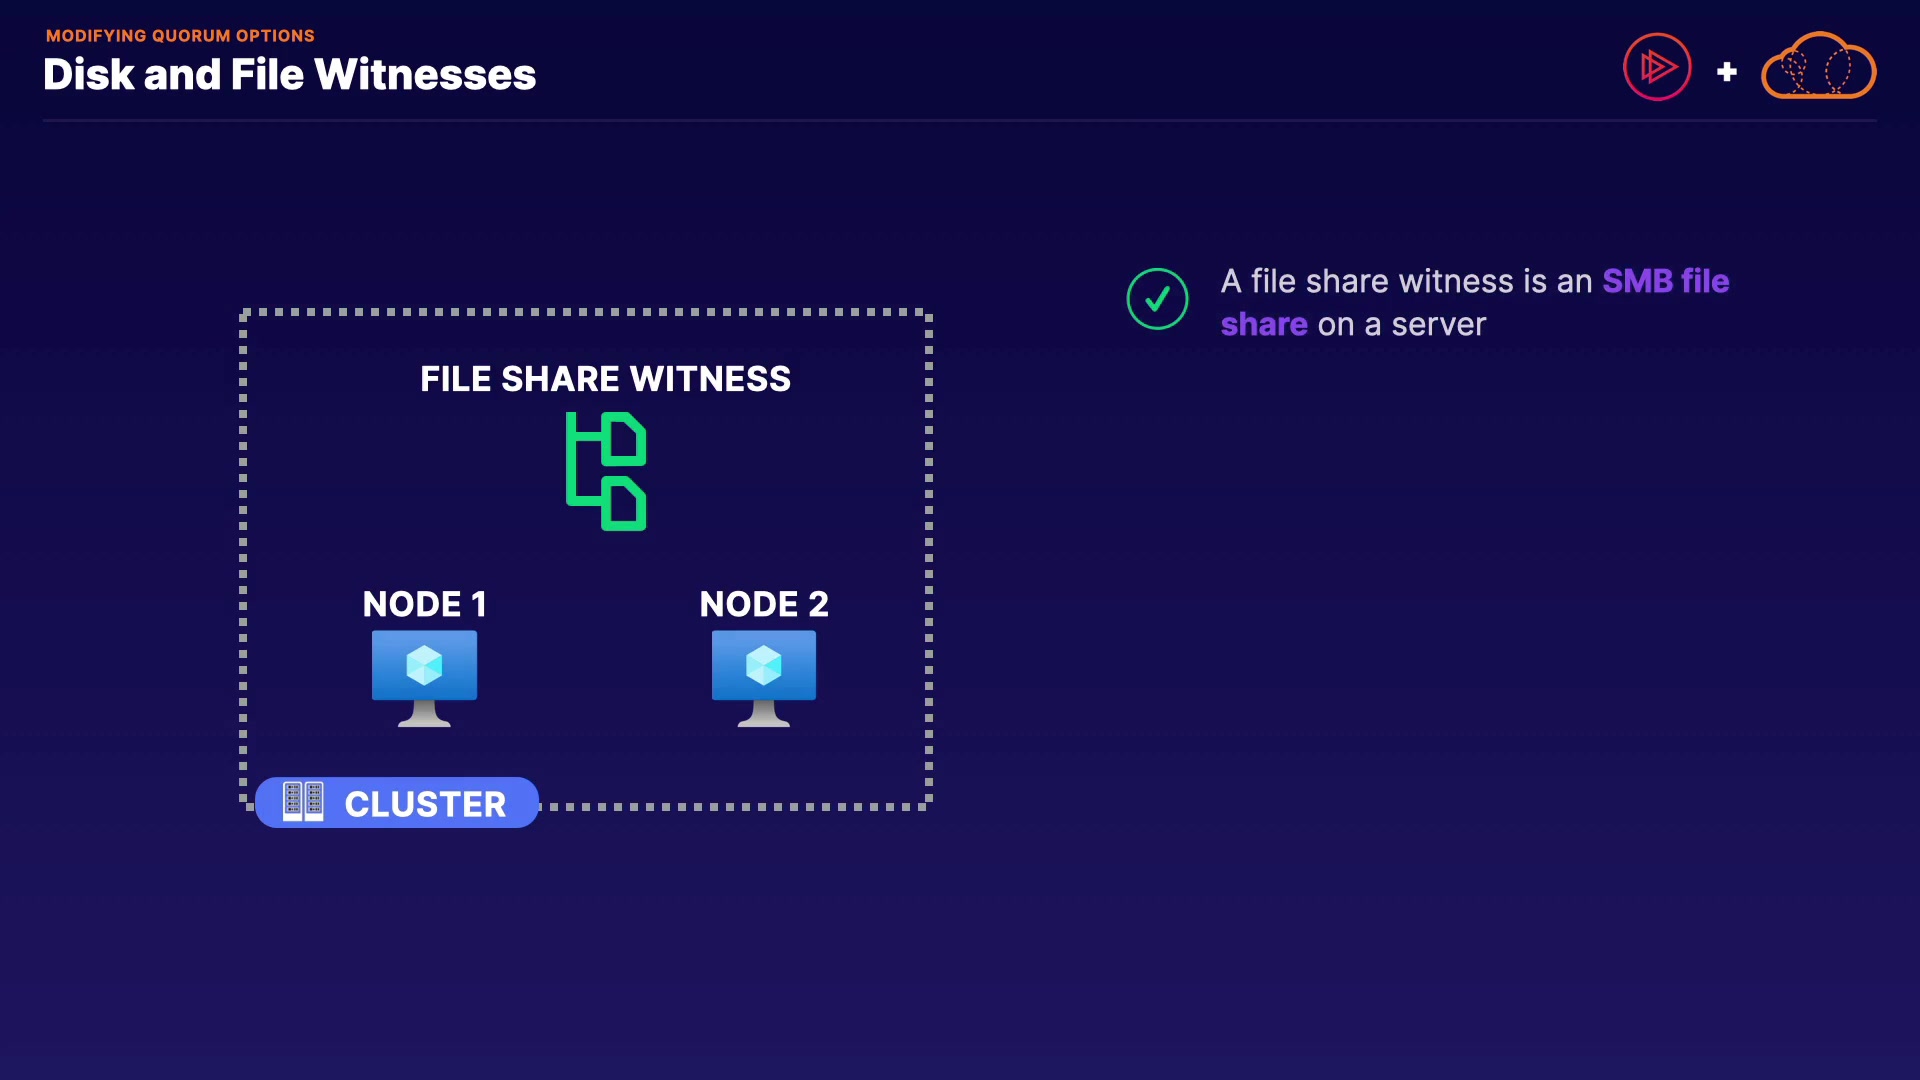 MODIFYING QUORUM OPTIONS
Disk and File Witnesses
A file share witness is an SMB file
share on a server
FILE SHARE WITNESS
NODE 1
NODE 2
CLUSTER